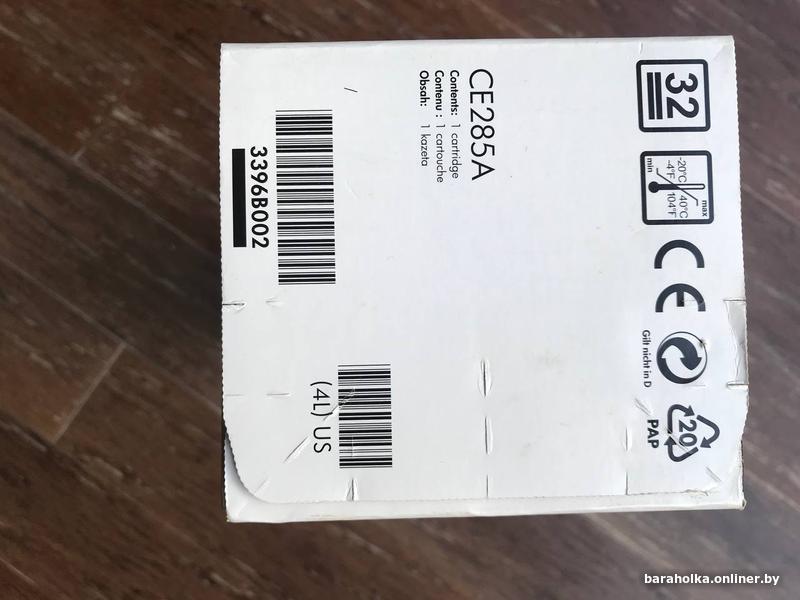 32
max
-20°C
40°C
-4°F
104°F
min
CE
Gilt nicht in D
20
PAP
CE285A
Contents: 1 cartridge
Contenu : 1 cartouche
Obsah: 1 kazeta
3396B002
(4L) US
baraholka.onliner.by